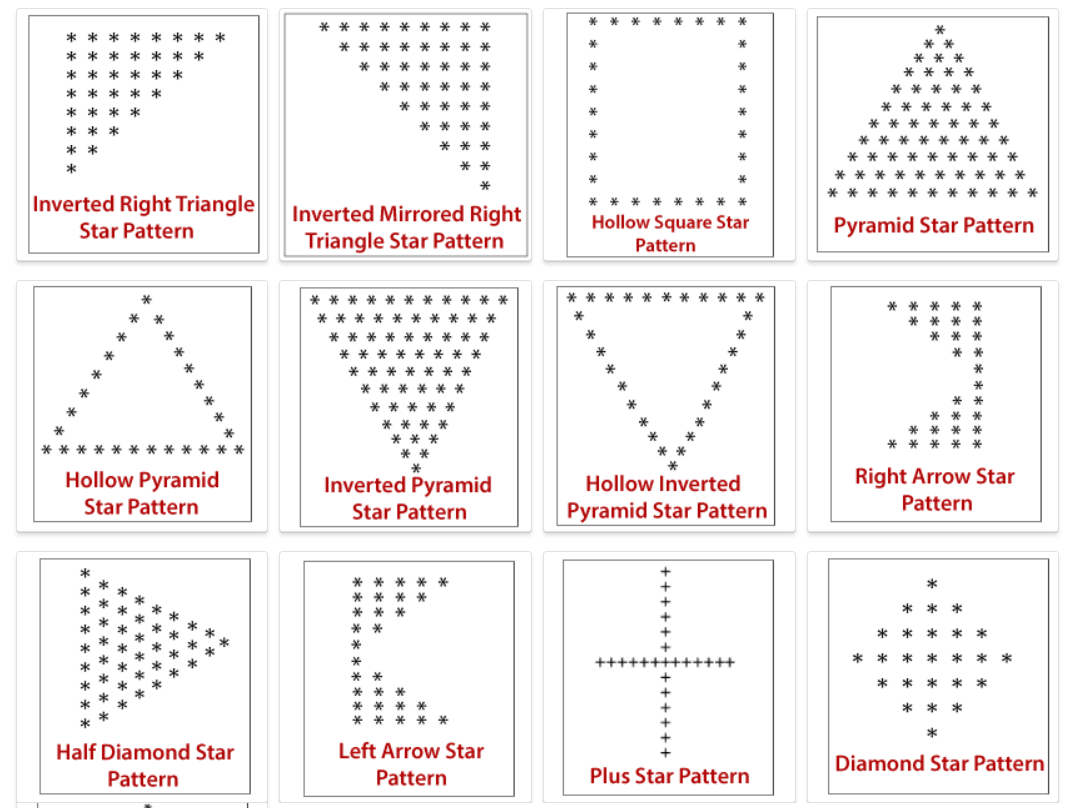 Inverted Right Triangle
Star Pattern
Inverted Mirrored Right
Triangle Star Pattern
Hollow Square Star
Pattern
Pyramid Star Pattern
Hollow Pyramid
Star Pattern
Inverted Pyramid
Star Pattern
Hollow Inverted
Pyramid Star Pattern
Right Arrow Star
Pattern
Half Diamond Star
Pattern
Left Arrow Star
Pattern
Plus Star Pattern
Diamond Star Pattern